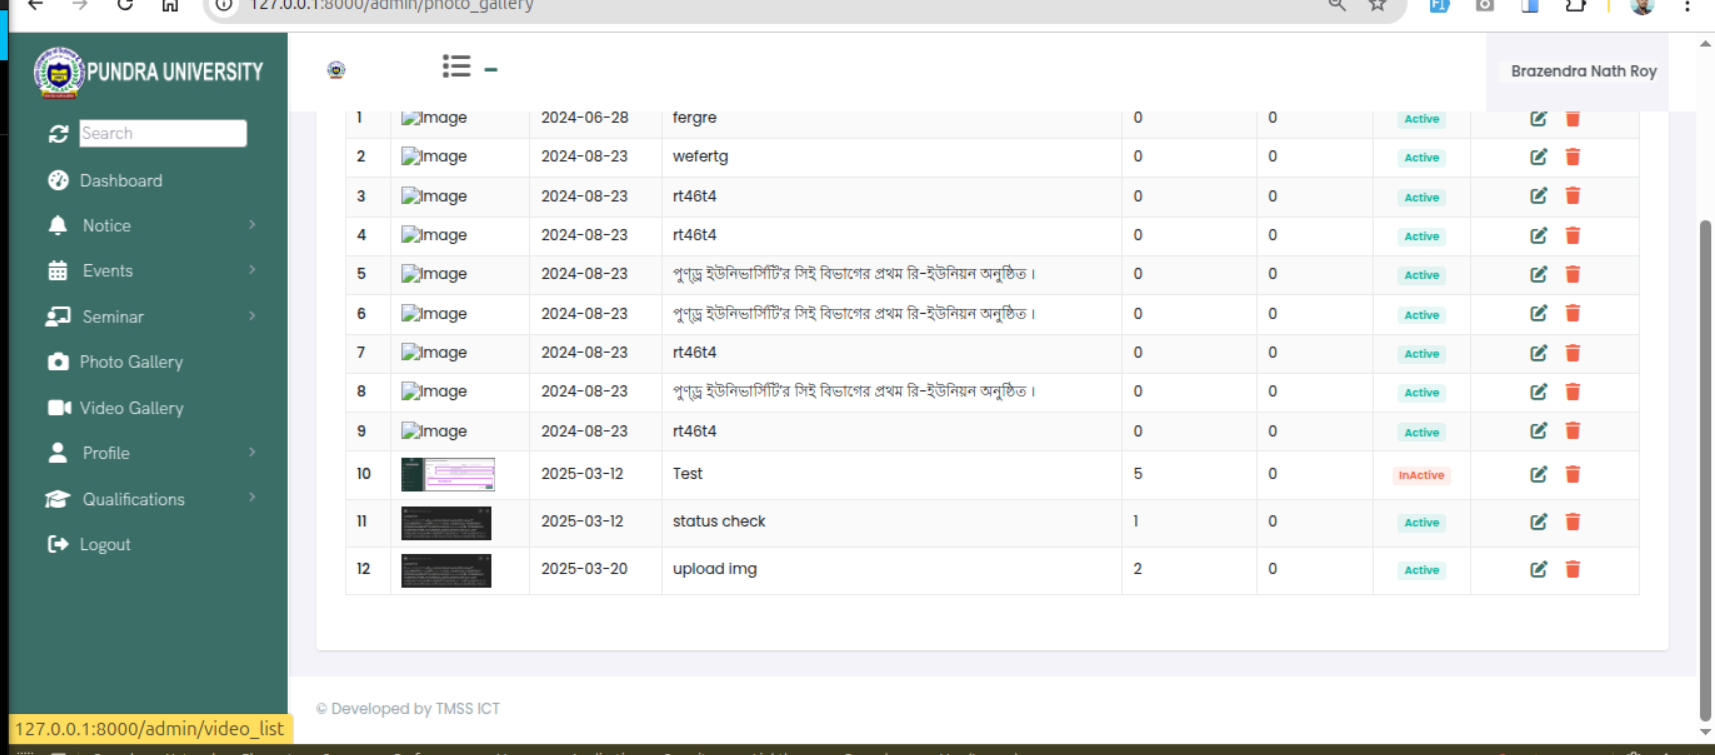 127.0.0.1:8000/admin/photo_gallery
PUNDRA UNIVERSITY
Brazendra Nath Roy
Search
Dashboard
Notice
Events
Seminar
Photo Gallery
Video Gallery
Profile
Qualifications
Logout
1 Image 2024-06-28 fergre 0 0 Active
2 Image 2024-08-23 wefertg 0 0 Active
3 Image 2024-08-23 rt46t4 0 0 Active
4 Image 2024-08-23 rt46t4 0 0 Active
5 Image 2024-08-23 পুণ্ড্র ইউনিভার্সিটি'র সিই বিভাগের প্রথম রি-ইউনিয়ন অনুষ্ঠিত। 0 0 Active
6 Image 2024-08-23 পুণ্ড্র ইউনিভার্সিটি'র সিই বিভাগের প্রথম রি-ইউনিয়ন অনুষ্ঠিত। 0 0 Active
7 Image 2024-08-23 rt46t4 0 0 Active
8 Image 2024-08-23 পুণ্ড্র ইউনিভার্সিটি'র সিই বিভাগের প্রথম রি-ইউনিয়ন অনুষ্ঠিত। 0 0 Active
9 Image 2024-08-23 rt46t4 0 0 Active
10 2025-03-12 Test 5 0 InActive
11 2025-03-12 status check 1 0 Active
12 2025-03-20 upload img 2 0 Active
© Developed by TMSS ICT
127.0.0.1:8000/admin/video_list